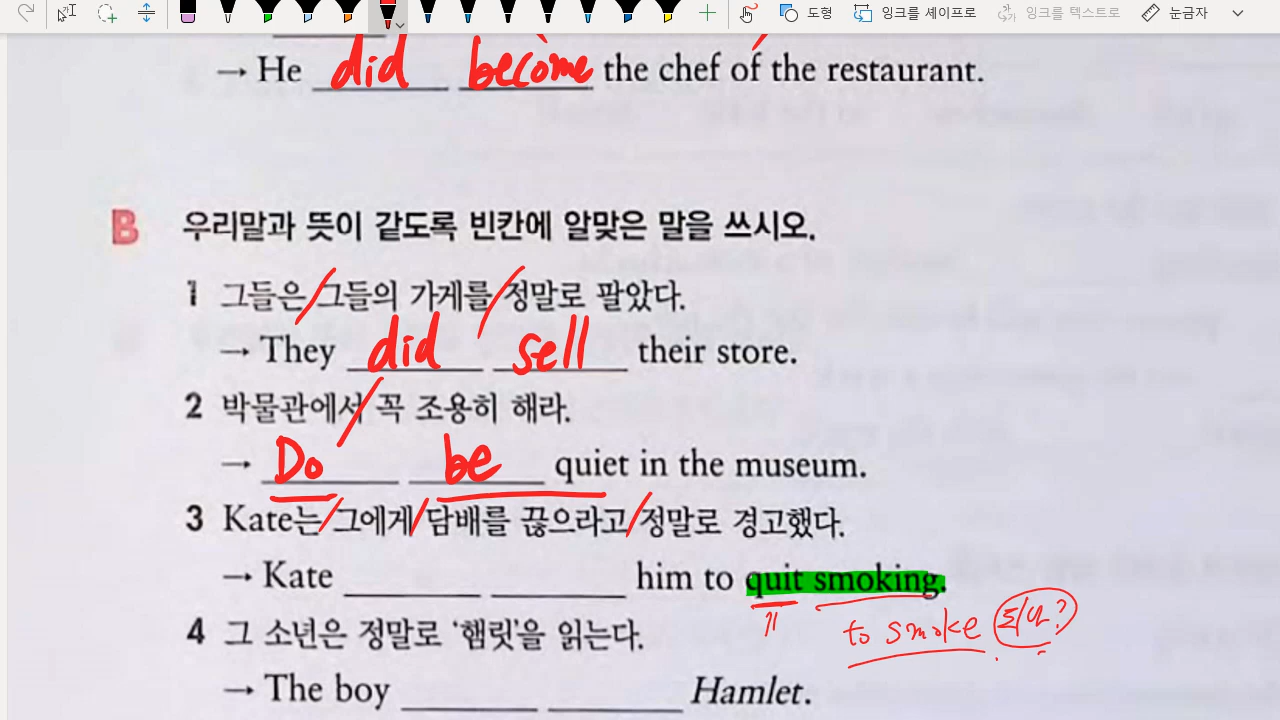 도형 잉크를 셰이프로 잉크를 텍스트로 눈금자
→ He did become the chef of the restaurant.
B 우리말과 뜻이 같도록 빈칸에 알맞은 말을 쓰시오.
1 그들은/그들의 가게를/정말로 팔았다.
→ They did sell their store.
2 박물관에서/꼭 조용히 해라.
→ Do be quiet in the museum.
3 Kate는/그에게/담배를 끊으라고/정말로 경고했다.
→ Kate him to quit smoking.
to smoke
4 그 소년은 정말로 ‘햄릿’을 읽는다.
→ The boy Hamlet.